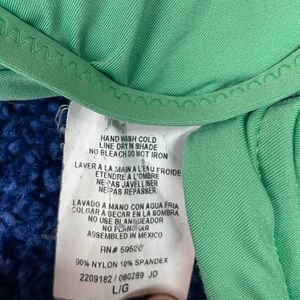 HAND WASH COLD
LINE DRY IN SHADE
NO BLEACH DO NOT IRON
LAVER A LA MAIN A L'EAU FROIDE
ETENDRE A L'OMBRE
NE PAS JAVELLISER
NE PAS REPASSER
LAVADO A MANO CON AGUA FRIA
COLGAR A SECAR EN LA SOMBRA
NO USE BLANQUEADOR
NO PLANCHAR
ASSEMBLED IN MEXICO
RN#
90% NYLON 10% SPANDEX
2209182 / 060289 JD
L/G